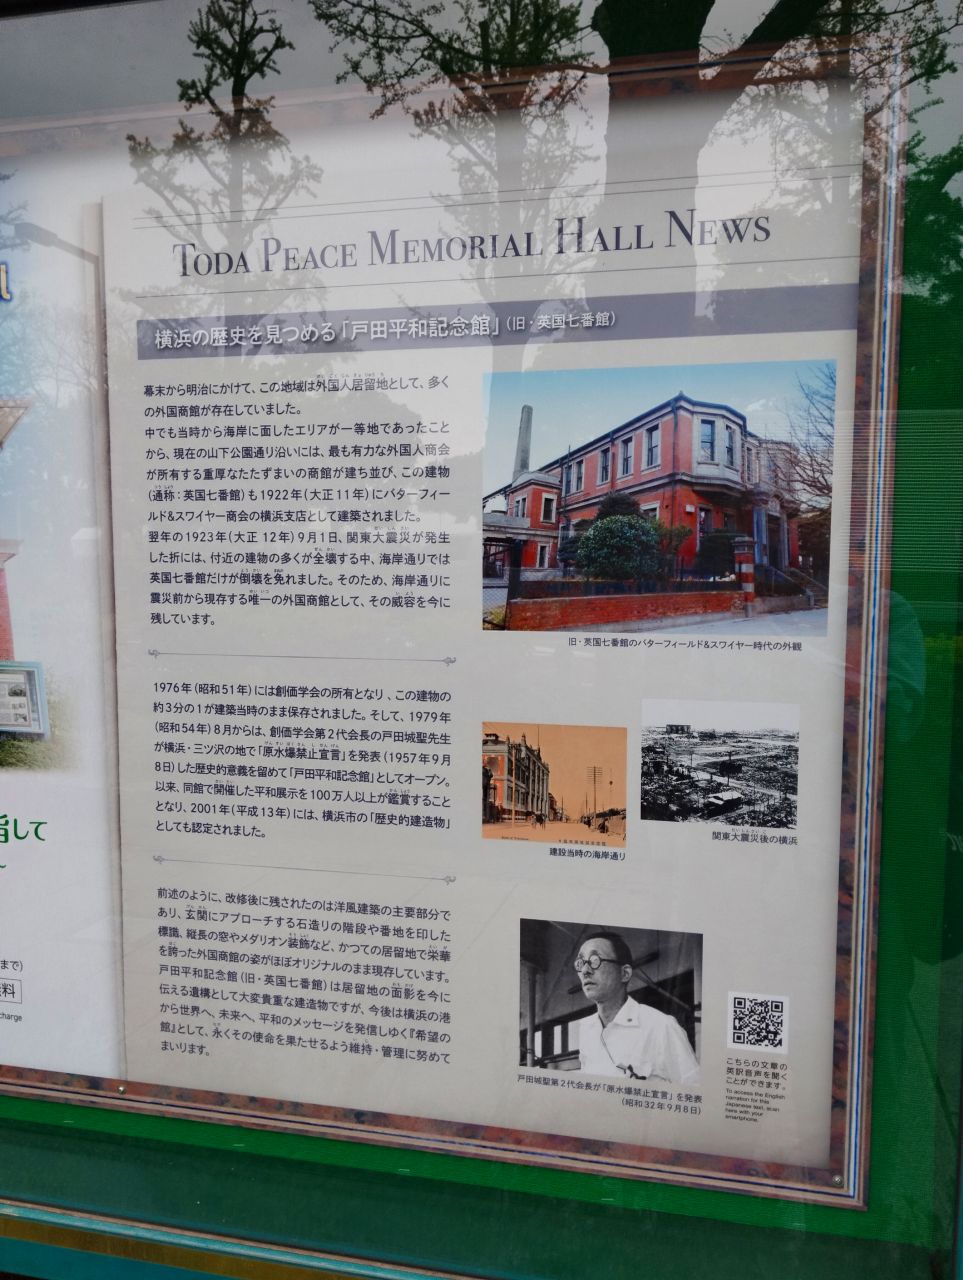 TODA PEACE MEMORIAL HALL NEWS
横浜の歴史を見つめる「戸田平和記念館」(旧・英国七番館)
幕末から明治にかけて、この地域は外国人居留地として、多く
の外国商館が存在していました。
中でも当時から海岸に面したエリアが一等地であったこと
から、現在の山下公園通り沿いには、最も有力な外国人商会
が所有する重厚なたたずまいの商館が建ち並び、この建物
(通称:英国七番館)も1922年(大正11年)にバターフィー
ルド&スワイヤー商会の横浜支店として建築されました。
翌年の1923年(大正12年)9月1日、関東大震災が発生
した折には、付近の建物の多くが全壊する中、海岸通りでは
英国七番館だけが倒壊を免れました。そのため、海岸通りに
震災前から現存する唯一の外国商館として、その威容を今に
残しています。
旧・英国七番館のバターフィールド&スワイヤー時代の外観
1976年(昭和51年)には創価学会の所有となり、この建物の
約3分の1が建築当時のまま保存されました。そして、1979年
(昭和54年)8月からは、創価学会第2代会長の戸田城聖先生
が横浜・三ツ沢の地で「原水爆禁止宣言」を発表(1957年9月
8日)した歴史的意義を留めて「戸田平和記念館」としてオープン。
以来、同館で開催した平和展示を100万人以上が鑑賞すること
となり、2001年(平成13年)には、横浜市の「歴史的建造物」
としても認定されました。
建設当時の海岸通り
関東大震災後の横浜
前述のように、改修後に残されたのは洋風建築の主要部分で
あり、玄関にアプローチする石造りの階段や番地を印した
標識、縦長の窓やメダリオン装飾など、かつての居留地で栄華
を誇った外国商館の姿がほぼオリジナルのまま現存しています。
戸田平和記念館(旧・英国七番館)は居留地の面影を今に
伝える遺構として大変貴重な建造物ですが、今後は横浜の港
から世界へ、未来へ、平和のメッセージを発信しゆく『希望の
館』として、永くその使命を果たせるよう維持・管理に努めて
まいります。
戸田城聖第2代会長が「原水爆禁止宣言」を発表
(昭和32年9月8日)
こちらの文章の
英訳音声を聞く
ことができます。
To access the English
narration for this
Japanese text, scan
here with your
smartphone.
指して
まで)
料
charge